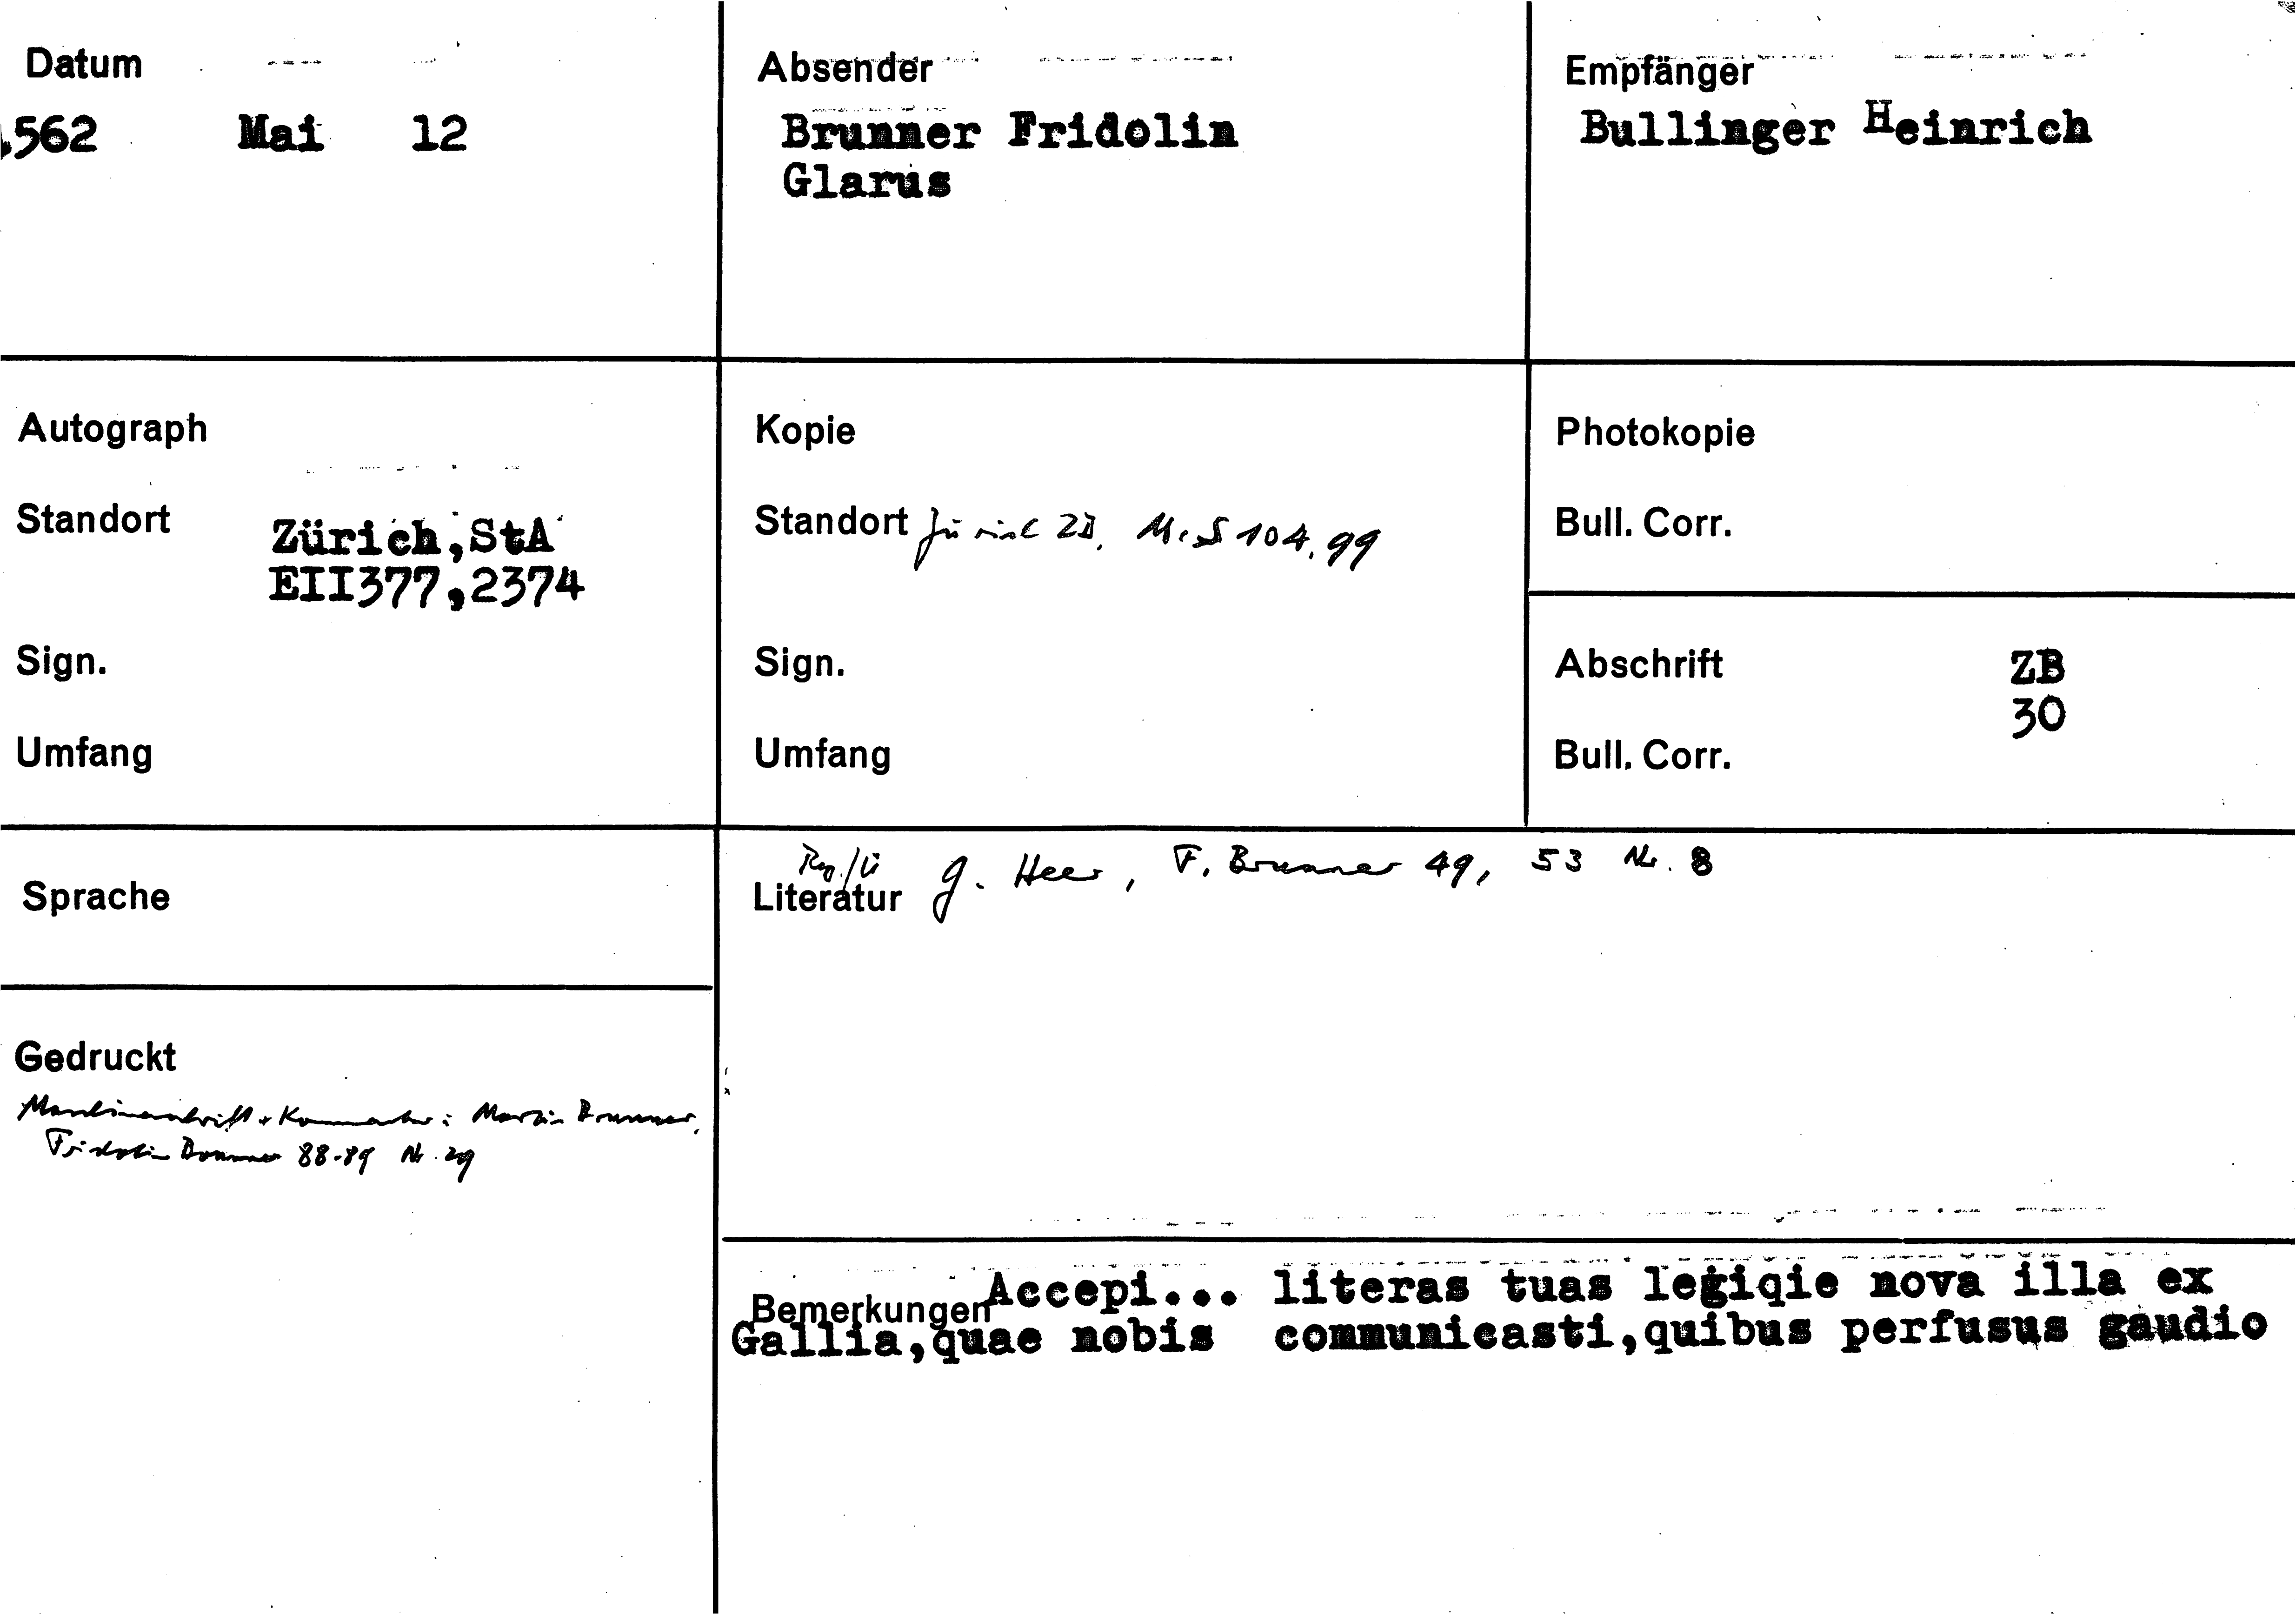 Datum
1562 Mai 12
Absender
Brunner Fridolin
Glarus
Empfänger
Bullinger Heinrich
Autograph
Standort Zürich,StA
EII377,2374
Sign.
Umfang
Kopie
Standort Zürich ZB, Ms S 104, 99
Sign.
Umfang
Photokopie
Bull. Corr.
Abschrift ZB
30
Bull. Corr.
Sprache
Gedruckt
Maschinenschrift + Kommentar: Martin Brunner,
Fridolin Brunner 88-89 Nr. 29
Reg./Ü
Literatur G. Heer, F. Brunner 49, 53 Nr. 8
Bemerkungen Accepi... literas tuas legiqie nova illa ex
Gallia,quae nobis communicasti,quibus perfusus gaudio